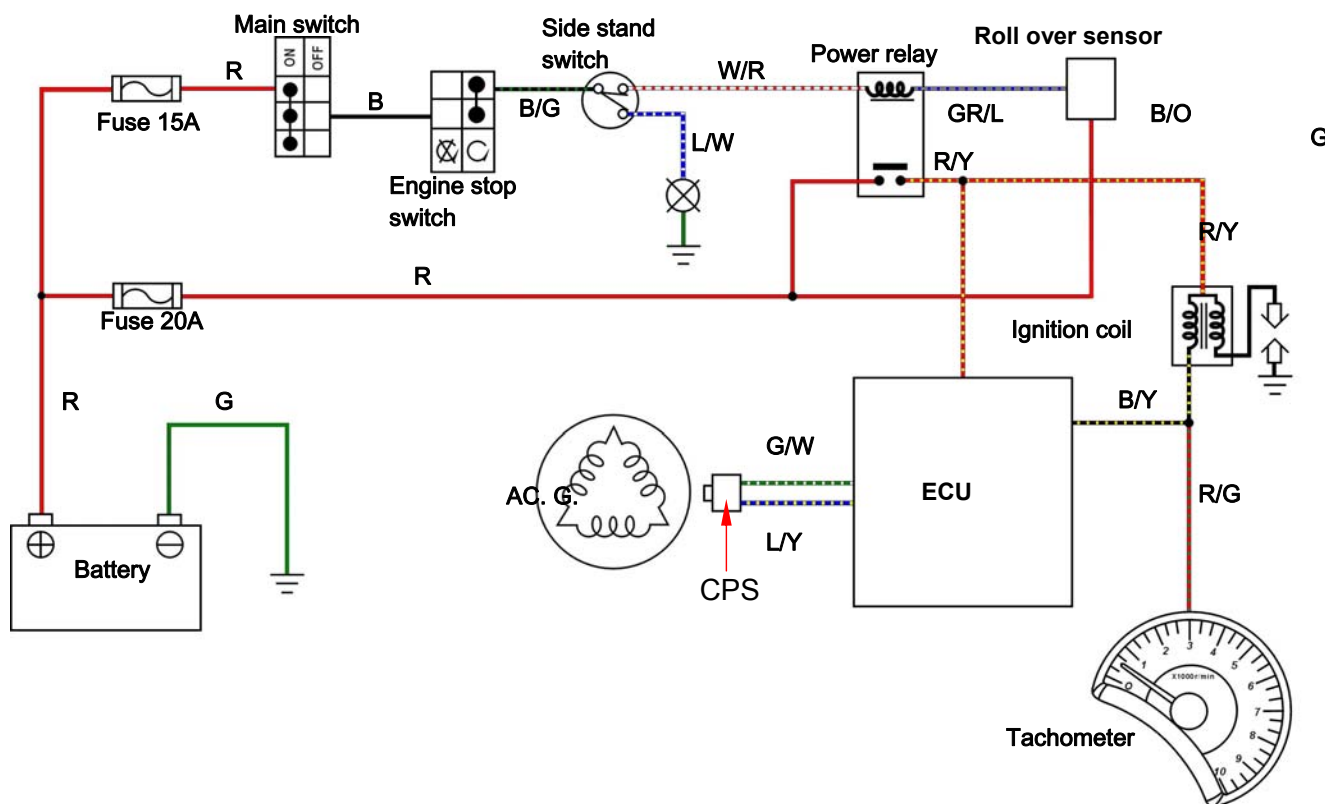 Main switch
ON
OFF
R
Fuse 15A
B
Engine stop
switch
B/G
Side stand
switch
W/R
L/W
Power relay
GR/L
R/Y
Roll over sensor
B/O
G
R/Y
R
Fuse 20A
Ignition coil
R
G
B/Y
G/W
AC. G.
ECU
R/G
L/Y
CPS
Battery
Tachometer
0
1
2
3
4
5
6
7
8
9
10
X1000r/min